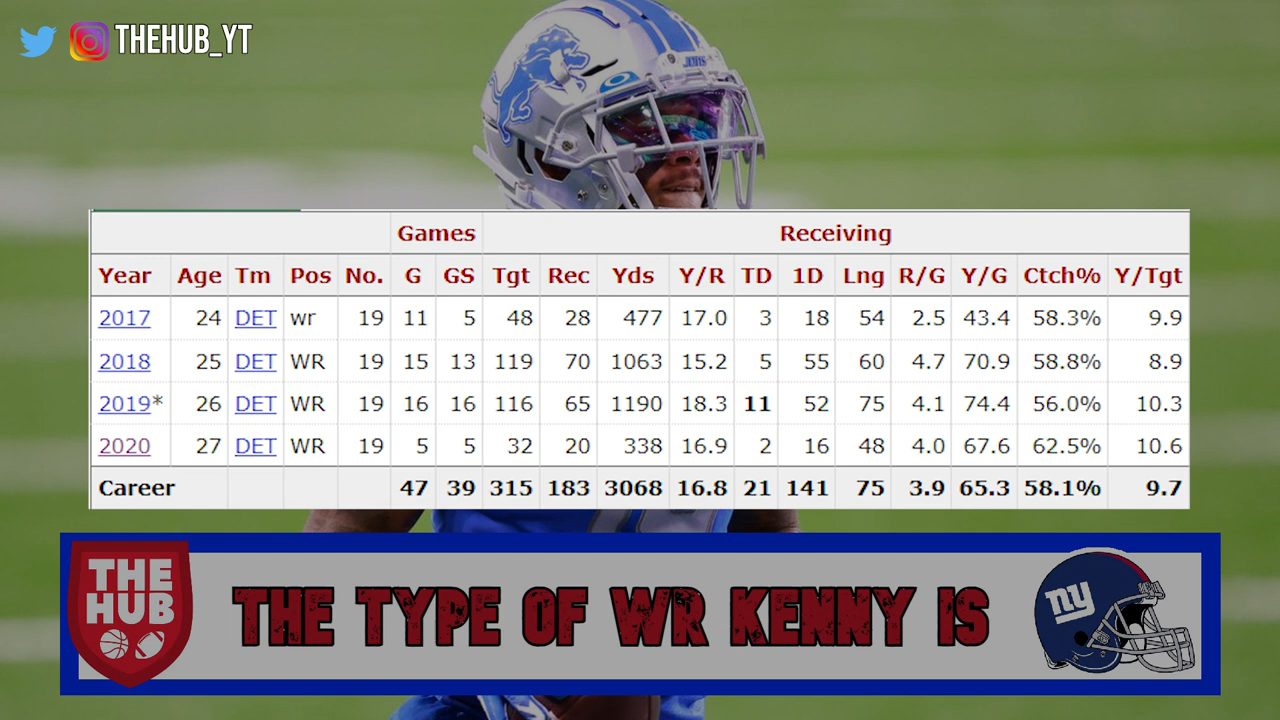 THEHUB_YT
Games Receiving
Year Age Tm Pos No. G GS Tgt Rec Yds Y/R TD 1D Lng R/G Y/G Ctch% Y/Tgt
2017 24 DET wr 19 11 5 48 28 477 17.0 3 18 54 2.5 43.4 58.3% 9.9
2018 25 DET WR 19 15 13 119 70 1063 15.2 5 55 60 4.7 70.9 58.8% 8.9
2019* 26 DET WR 19 16 16 116 65 1190 18.3 11 52 75 4.1 74.4 56.0% 10.3
2020 27 DET WR 19 5 5 32 20 338 16.9 2 16 48 4.0 67.6 62.5% 10.6
Career 47 39 315 183 3068 16.8 21 141 75 3.9 65.3 58.1% 9.7
THE
HUB
THE TYPE OF WR KENNY IS
ny